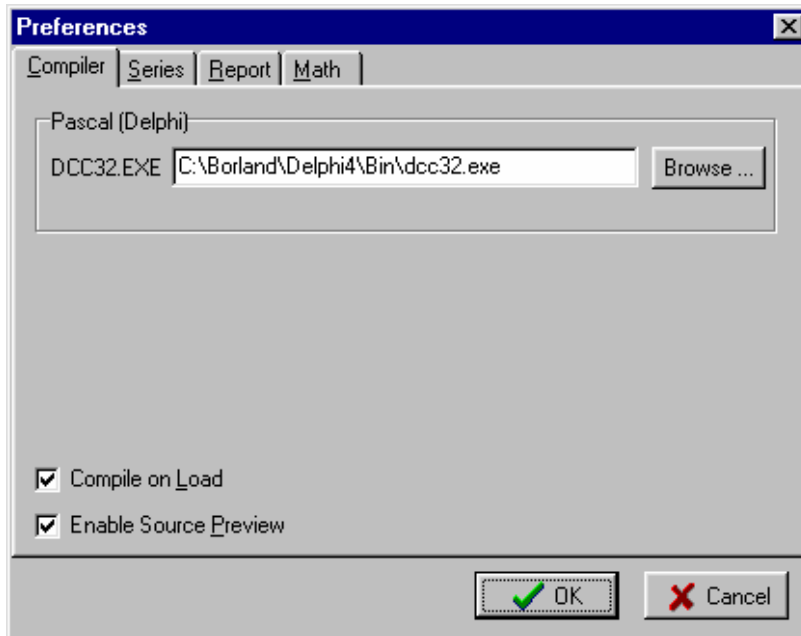 Preferences
Compiler Series Report Math
Pascal (Delphi)
DCC32.EXE C:\Borland\Delphi4\Bin\dcc32.exe Browse ...
Compile on Load
Enable Source Preview
OK Cancel